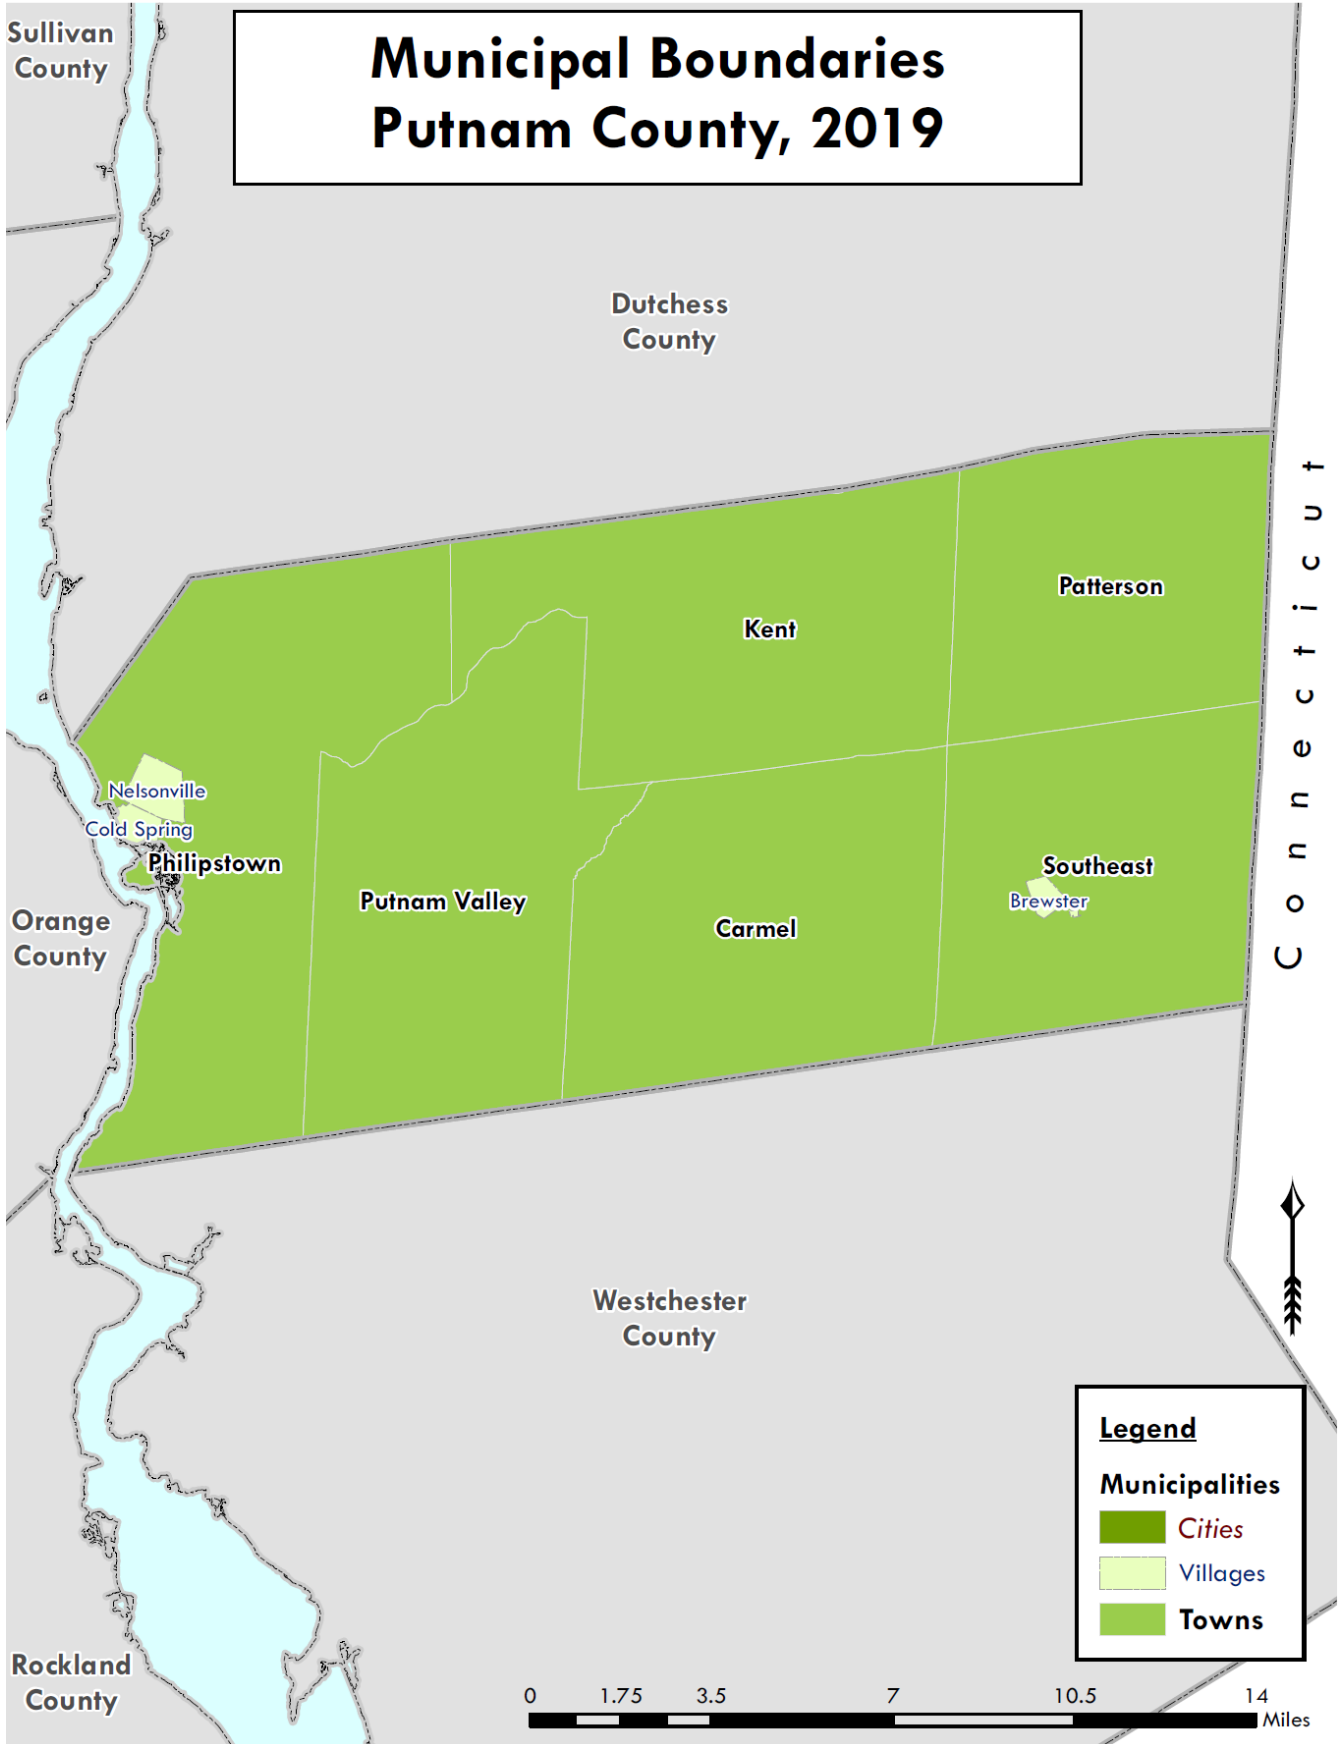 Sullivan
County
Municipal Boundaries
Putnam County, 2019
Dutchess
County
Connecticut
Patterson
Kent
Nelsonville
Cold Spring
Philipstown
Southeast
Brewster
Putnam Valley
Carmel
Orange
County
Westchester
County
Legend
Municipalities
Cities
Villages
Towns
Rockland
County
0 1.75 3.5 7 10.5 14
Miles